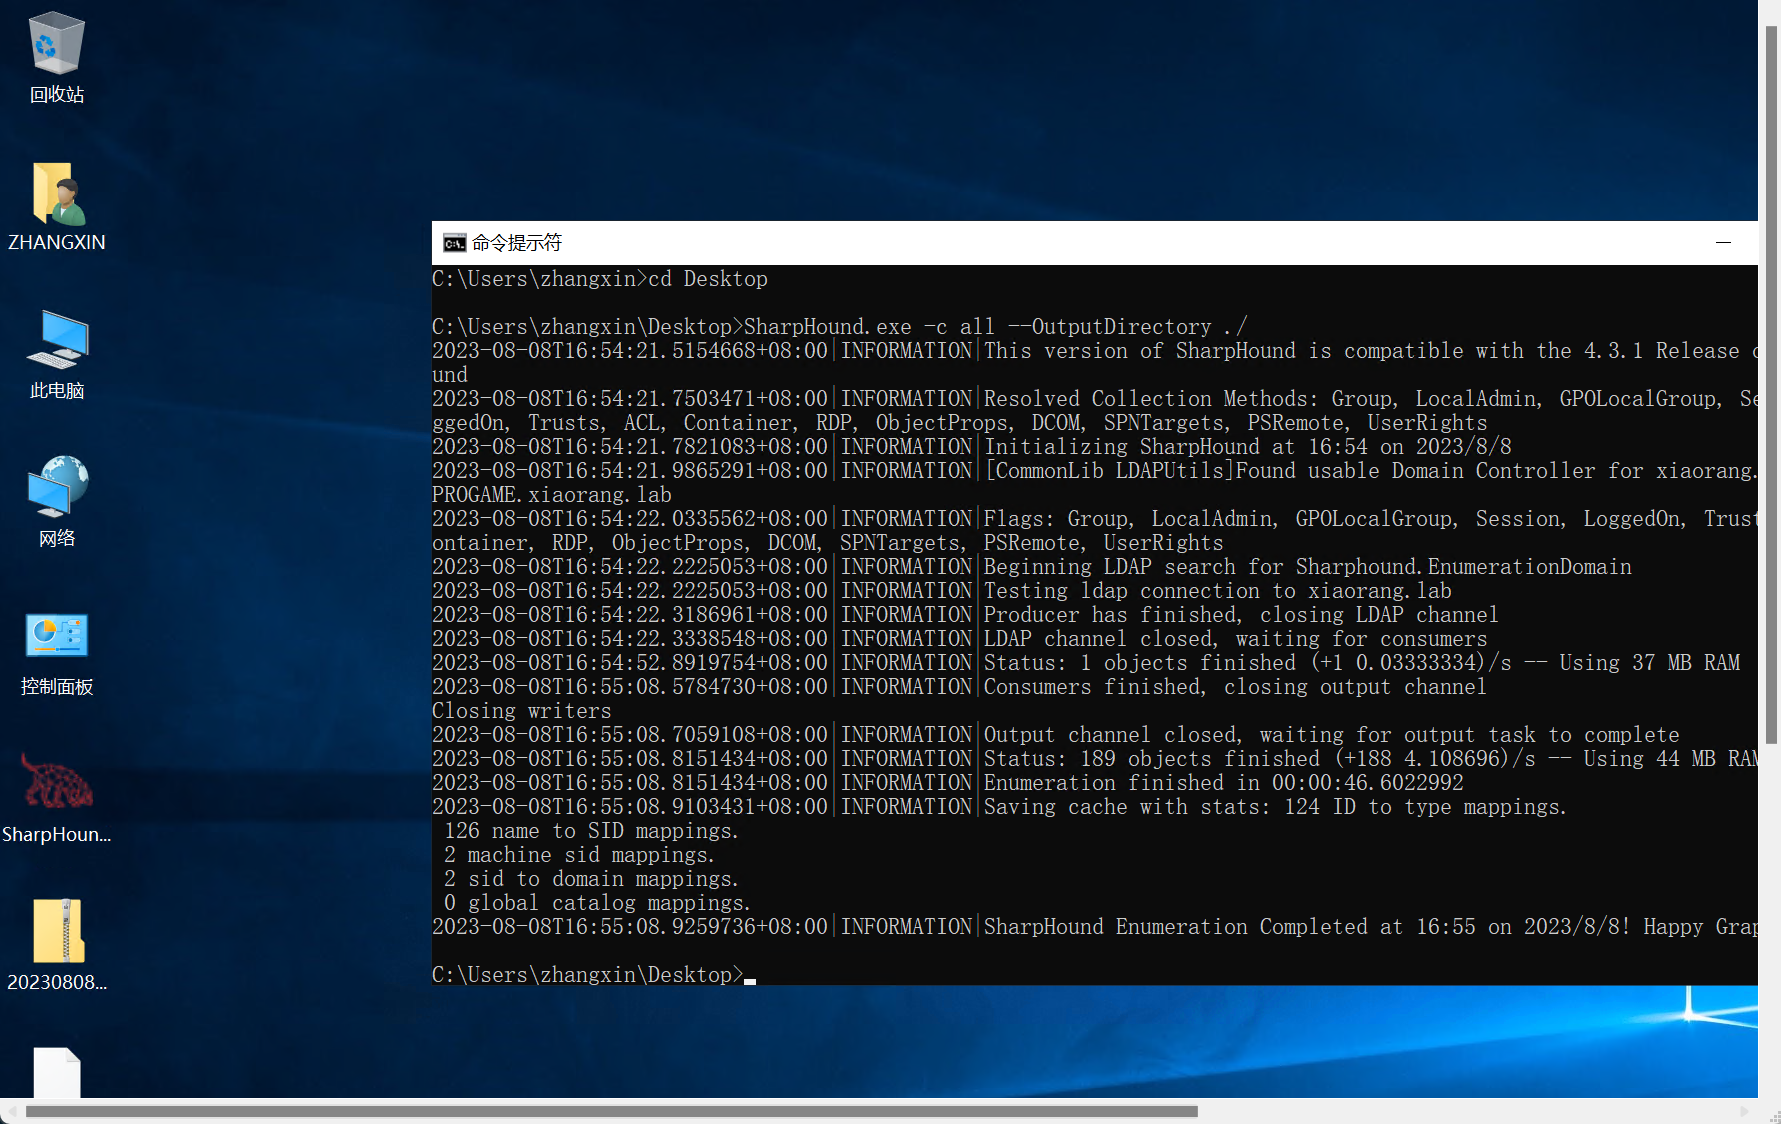 回收站
ZHANGXIN
此电脑
网络
控制面板
SharpHoun...
20230808...
命令提示符
C:\Users\zhangxin>cd Desktop
C:\Users\zhangxin\Desktop>SharpHound.exe -c all --OutputDirectory ./
2023-08-08T16:54:21.5154668+08:00|INFORMATION|This version of SharpHound is compatible with the 4.3.1 Release
und
2023-08-08T16:54:21.7503471+08:00|INFORMATION|Resolved Collection Methods: Group, LocalAdmin, GPOLocalGroup, Se
ggedOn, Trusts, ACL, Container, RDP, ObjectProps, DCOM, SPNTargets, PSRemote, UserRights
2023-08-08T16:54:21.7821083+08:00|INFORMATION|Initializing SharpHound at 16:54 on 2023/8/8
2023-08-08T16:54:21.9865291+08:00|INFORMATION|[CommonLib LDAPUtils]Found usable Domain Controller for xiaorang.
PROGAME.xiaorang.lab
2023-08-08T16:54:22.0335562+08:00|INFORMATION|Flags: Group, LocalAdmin, GPOLocalGroup, Session, LoggedOn, Trust
ontainer, RDP, ObjectProps, DCOM, SPNTargets, PSRemote, UserRights
2023-08-08T16:54:22.2225053+08:00|INFORMATION|Beginning LDAP search for Sharphound.EnumerationDomain
2023-08-08T16:54:22.2225053+08:00|INFORMATION|Testing ldap connection to xiaorang.lab
2023-08-08T16:54:22.3186961+08:00|INFORMATION|Producer has finished, closing LDAP channel
2023-08-08T16:54:22.3338548+08:00|INFORMATION|LDAP channel closed, waiting for consumers
2023-08-08T16:54:52.8919754+08:00|INFORMATION|Status: 1 objects finished (+1 0.03333334)/s -- Using 37 MB RAM
2023-08-08T16:55:08.5784730+08:00|INFORMATION|Consumers finished, closing output channel
Closing writers
2023-08-08T16:55:08.7059108+08:00|INFORMATION|Output channel closed, waiting for output task to complete
2023-08-08T16:55:08.8151434+08:00|INFORMATION|Status: 189 objects finished (+188 4.108696)/s -- Using 44 MB RAM
2023-08-08T16:55:08.8151434+08:00|INFORMATION|Enumeration finished in 00:00:46.6022992
2023-08-08T16:55:08.9103431+08:00|INFORMATION|Saving cache with stats: 124 ID to type mappings.
126 name to SID mappings.
2 machine sid mappings.
2 sid to domain mappings.
0 global catalog mappings.
2023-08-08T16:55:08.9259736+08:00|INFORMATION|SharpHound Enumeration Completed at 16:55 on 2023/8/8! Happy Grap
C:\Users\zhangxin\Desktop>